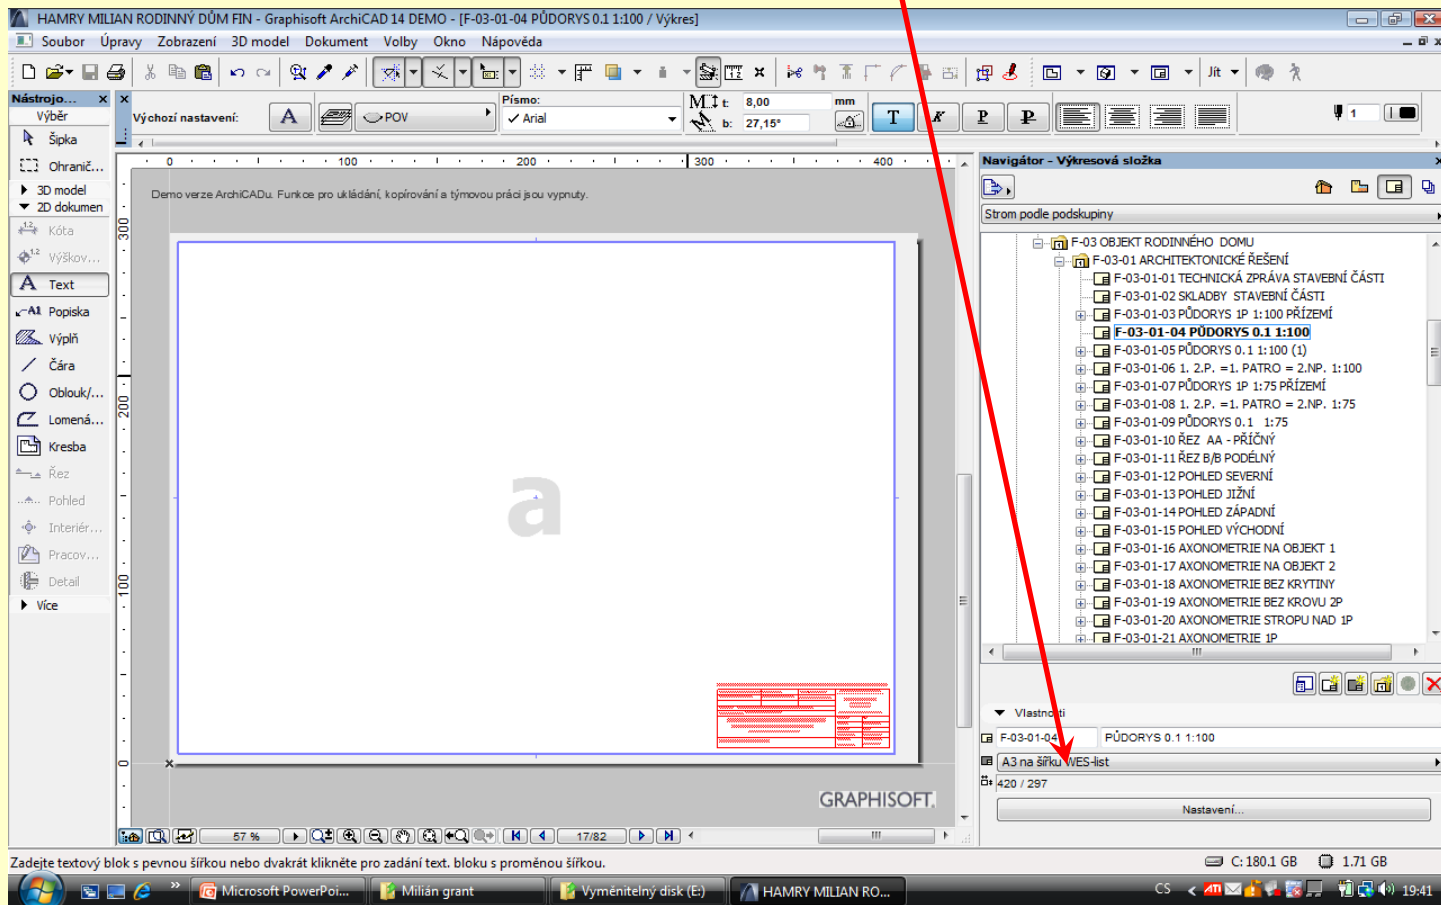 HAMRY MILIAN RODINNÝ DŮM FIN - Graphisoft ArchiCAD 14 DEMO - [F-03-01-04 PŮDORYS 0.1 1:100 / Výkres]
Soubor Úpravy Zobrazení 3D model Dokument Volby Okno Nápověda
Jít
Nástrojo...
Výběr
Výchozí nastavení:
A
POV
Písmo:
Arial
t: 8,00 mm
b: 27,15°
T
1
Šipka
Ohranič...
3D model
2D dokumen
Kóta
Výškov...
Text
Popiska
Výplň
Čára
Oblouk/...
Lomená...
Kresba
Řez
Pohled
Interiér...
Pracov...
Detail
Více
0 100 200 300 400
300
200
100
0
Demo verze ArchiCADu. Funkce pro ukládání, kopírování a týmovou práci jsou vypnuty.
a
GRAPHISOFT.
57 %
17/82
Navigátor - Výkresová složka
Strom podle podskupiny
F-03 OBJEKT RODINNÉHO DOMU
F-03-01 ARCHITEKTONICKÉ ŘEŠENÍ
F-03-01-01 TECHNICKÁ ZPRÁVA STAVEBNÍ ČÁSTI
F-03-01-02 SKLADBY STAVEBNÍ ČÁSTI
F-03-01-03 PŮDORYS 1P 1:100 PŘÍZEMÍ
F-03-01-04 PŮDORYS 0.1 1:100
F-03-01-05 PŮDORYS 0.1 1:100 (1)
F-03-01-06 1. 2.P. =1. PATRO = 2.NP. 1:100
F-03-01-07 PŮDORYS 1P 1:75 PŘÍZEMÍ
F-03-01-08 1. 2.P. =1. PATRO = 2.NP. 1:75
F-03-01-09 PŮDORYS 0.1 1:75
F-03-01-10 ŘEZ AA - PŘÍČNÝ
F-03-01-11 ŘEZ B/B PODÉLNÝ
F-03-01-12 POHLED SEVERNÍ
F-03-01-13 POHLED JIŽNÍ
F-03-01-14 POHLED ZÁPADNÍ
F-03-01-15 POHLED VÝCHODNÍ
F-03-01-16 AXONOMETRIE NA OBJEKT 1
F-03-01-17 AXONOMETRIE NA OBJEKT 2
F-03-01-18 AXONOMETRIE BEZ KRYTINY
F-03-01-19 AXONOMETRIE BEZ KROVU 2P
F-03-01-20 AXONOMETRIE STROPU NAD 1P
F-03-01-21 AXONOMETRIE 1P
Vlastnosti
F-03-01-04 PŮDORYS 0.1 1:100
A3 na šířku WES-list
420 / 297
Nastavení...
Zadejte textový blok s pevnou šířkou nebo dvakrát klikněte pro zadání text. bloku s proměnou šířkou.
C: 180.1 GB 1.71 GB
Microsoft PowerPoi... Milián grant Vyměnitelný disk (E:) HAMRY MILIAN RO...
CS 19:41